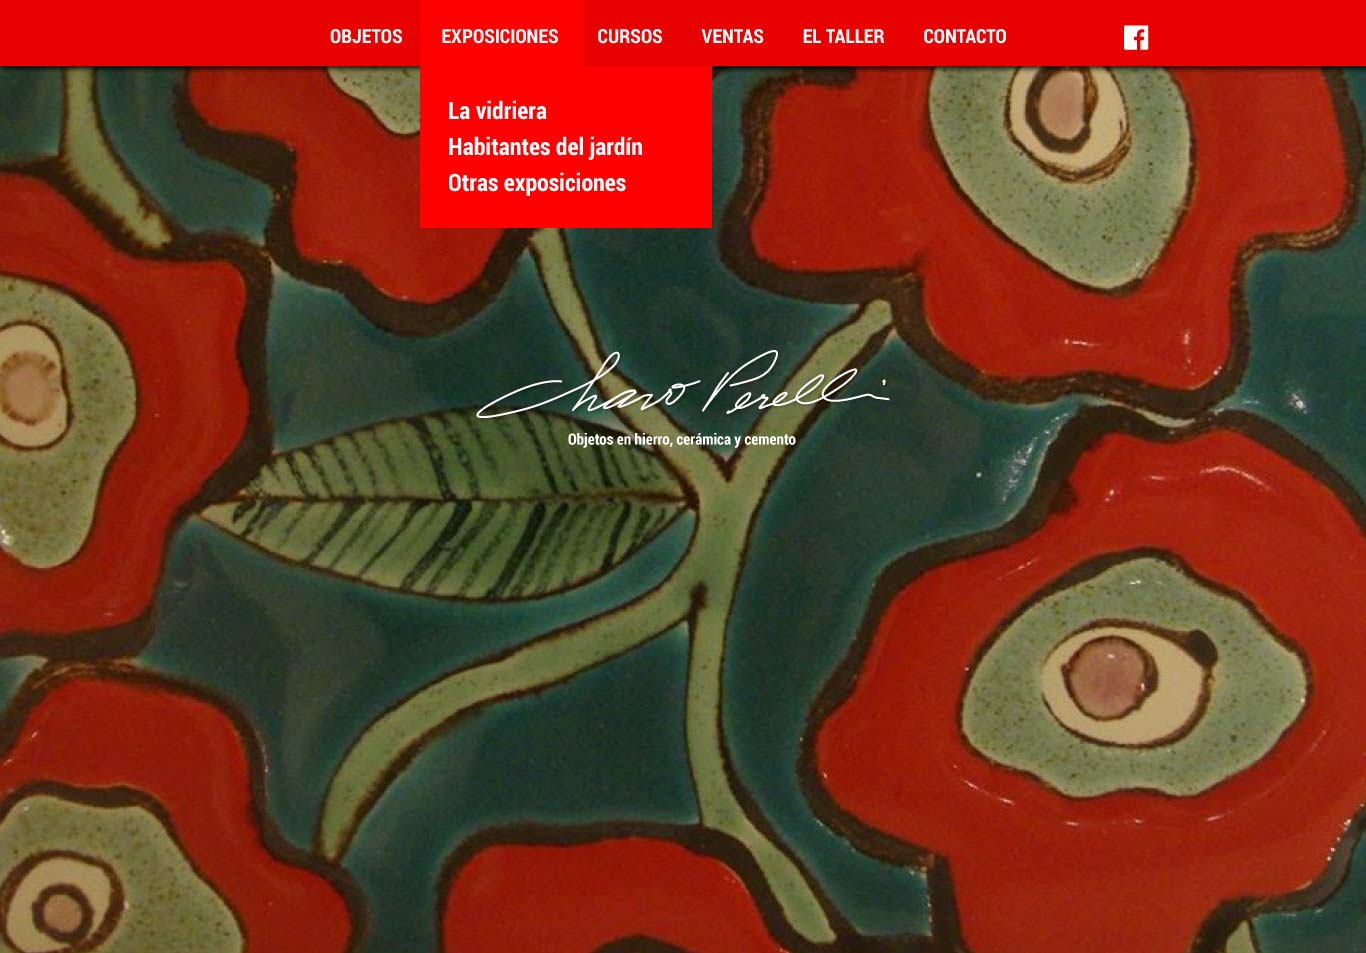 OBJETOS EXPOSICIONES CURSOS VENTAS EL TALLER CONTACTO
La vidriera
Habitantes del jardín
Otras exposiciones
Charo Perelli
Objetos en hierro, cerámica y cemento